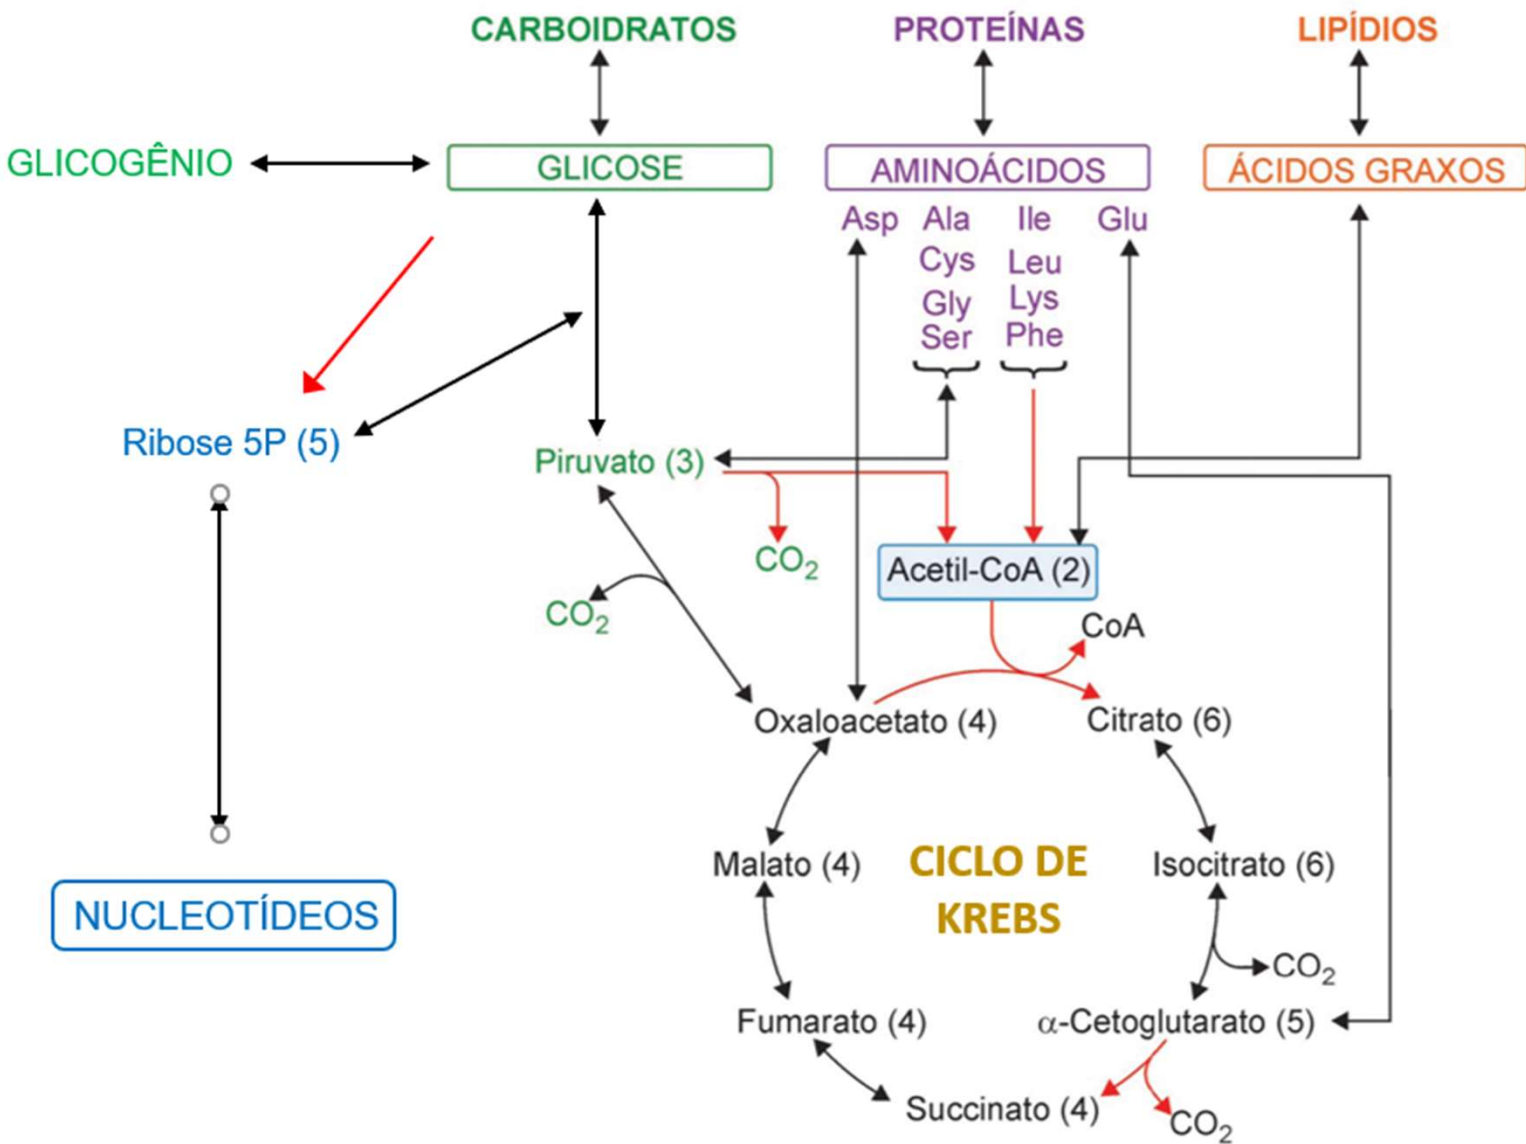 CARBOIDRATOS
PROTEÍNAS
LIPÍDIOS
GLICOGÊNIO
GLICOSE
AMINOÁCIDOS
ÁCIDOS GRAXOS
Asp Ala Ile Glu
Cys Leu
Gly Lys
Ser Phe
Ribose 5P (5)
Piruvato (3)
CO₂
Acetil-CoA (2)
CO₂
CoA
Oxaloacetato (4)
Citrato (6)
Malato (4)
CICLO DE
KREBS
Isocitrato (6)
NUCLEOTÍDEOS
CO₂
Fumarato (4)
α-Cetoglutarato (5)
Succinato (4)
CO₂